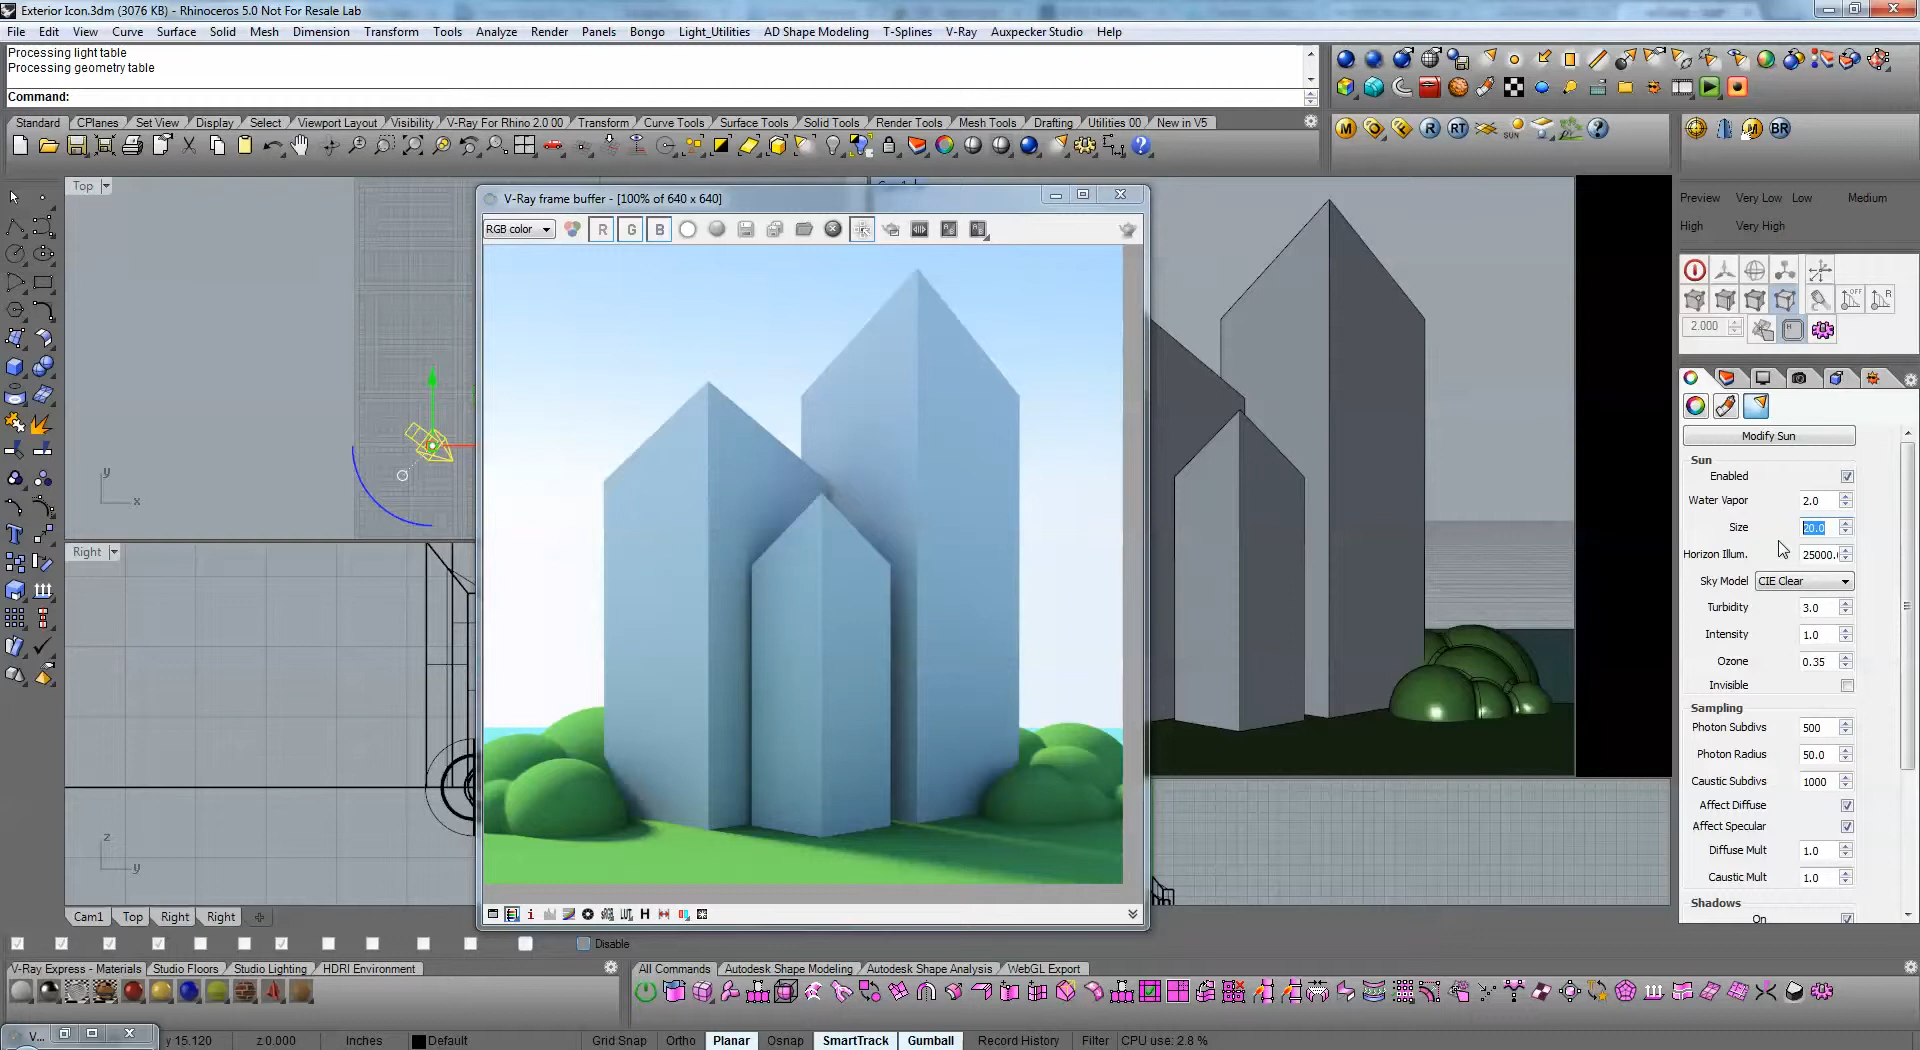 Exterior Icon.3dm (3076 KB) - Rhinoceros 5.0 Not For Resale Lab
File Edit View Curve Surface Solid Mesh Dimension Transform Tools Analyze Render Panels Bongo Light_Utilities AD Shape Modeling T-Splines V-Ray Auxpecker Studio Help
Processing light table
Processing geometry table
Command:
Standard CPlanes Set View Display Select Viewport Layout Visibility V-Ray For Rhino 2.0 00 Transform Curve Tools Surface Tools Solid Tools Render Tools Mesh Tools Drafting Utilities 00 New in V5
M O R RT SUN ? M BR
Top
V-Ray frame buffer - [100% of 640 x 640]
RGB color R G B
Preview Very Low Low Medium
High Very High
OFF R
2.000
Modify Sun
Sun
Enabled
Water Vapor 2.0
Size 20.0
Horizon Illum. 25000.
Sky Model CIE Clear
Turbidity 3.0
Intensity 1.0
Ozone 0.35
Invisible
Sampling
Photon Subdivs 500
Photon Radius 50.0
Caustic Subdivs 1000
Affect Diffuse
Affect Specular
Diffuse Mult 1.0
Caustic Mult 1.0
Shadows
On
y
x
Right
z
y
LUT H
Cam1 Top Right Right
Disable
V-Ray Express - Materials Studio Floors Studio Lighting HDRI Environment
All Commands Autodesk Shape Modeling Autodesk Shape Analysis WebGL Export
V...
y 15.120 z 0.000 Inches Default Grid Snap Ortho Planar Osnap SmartTrack Gumball Record History Filter CPU use: 2.8 %